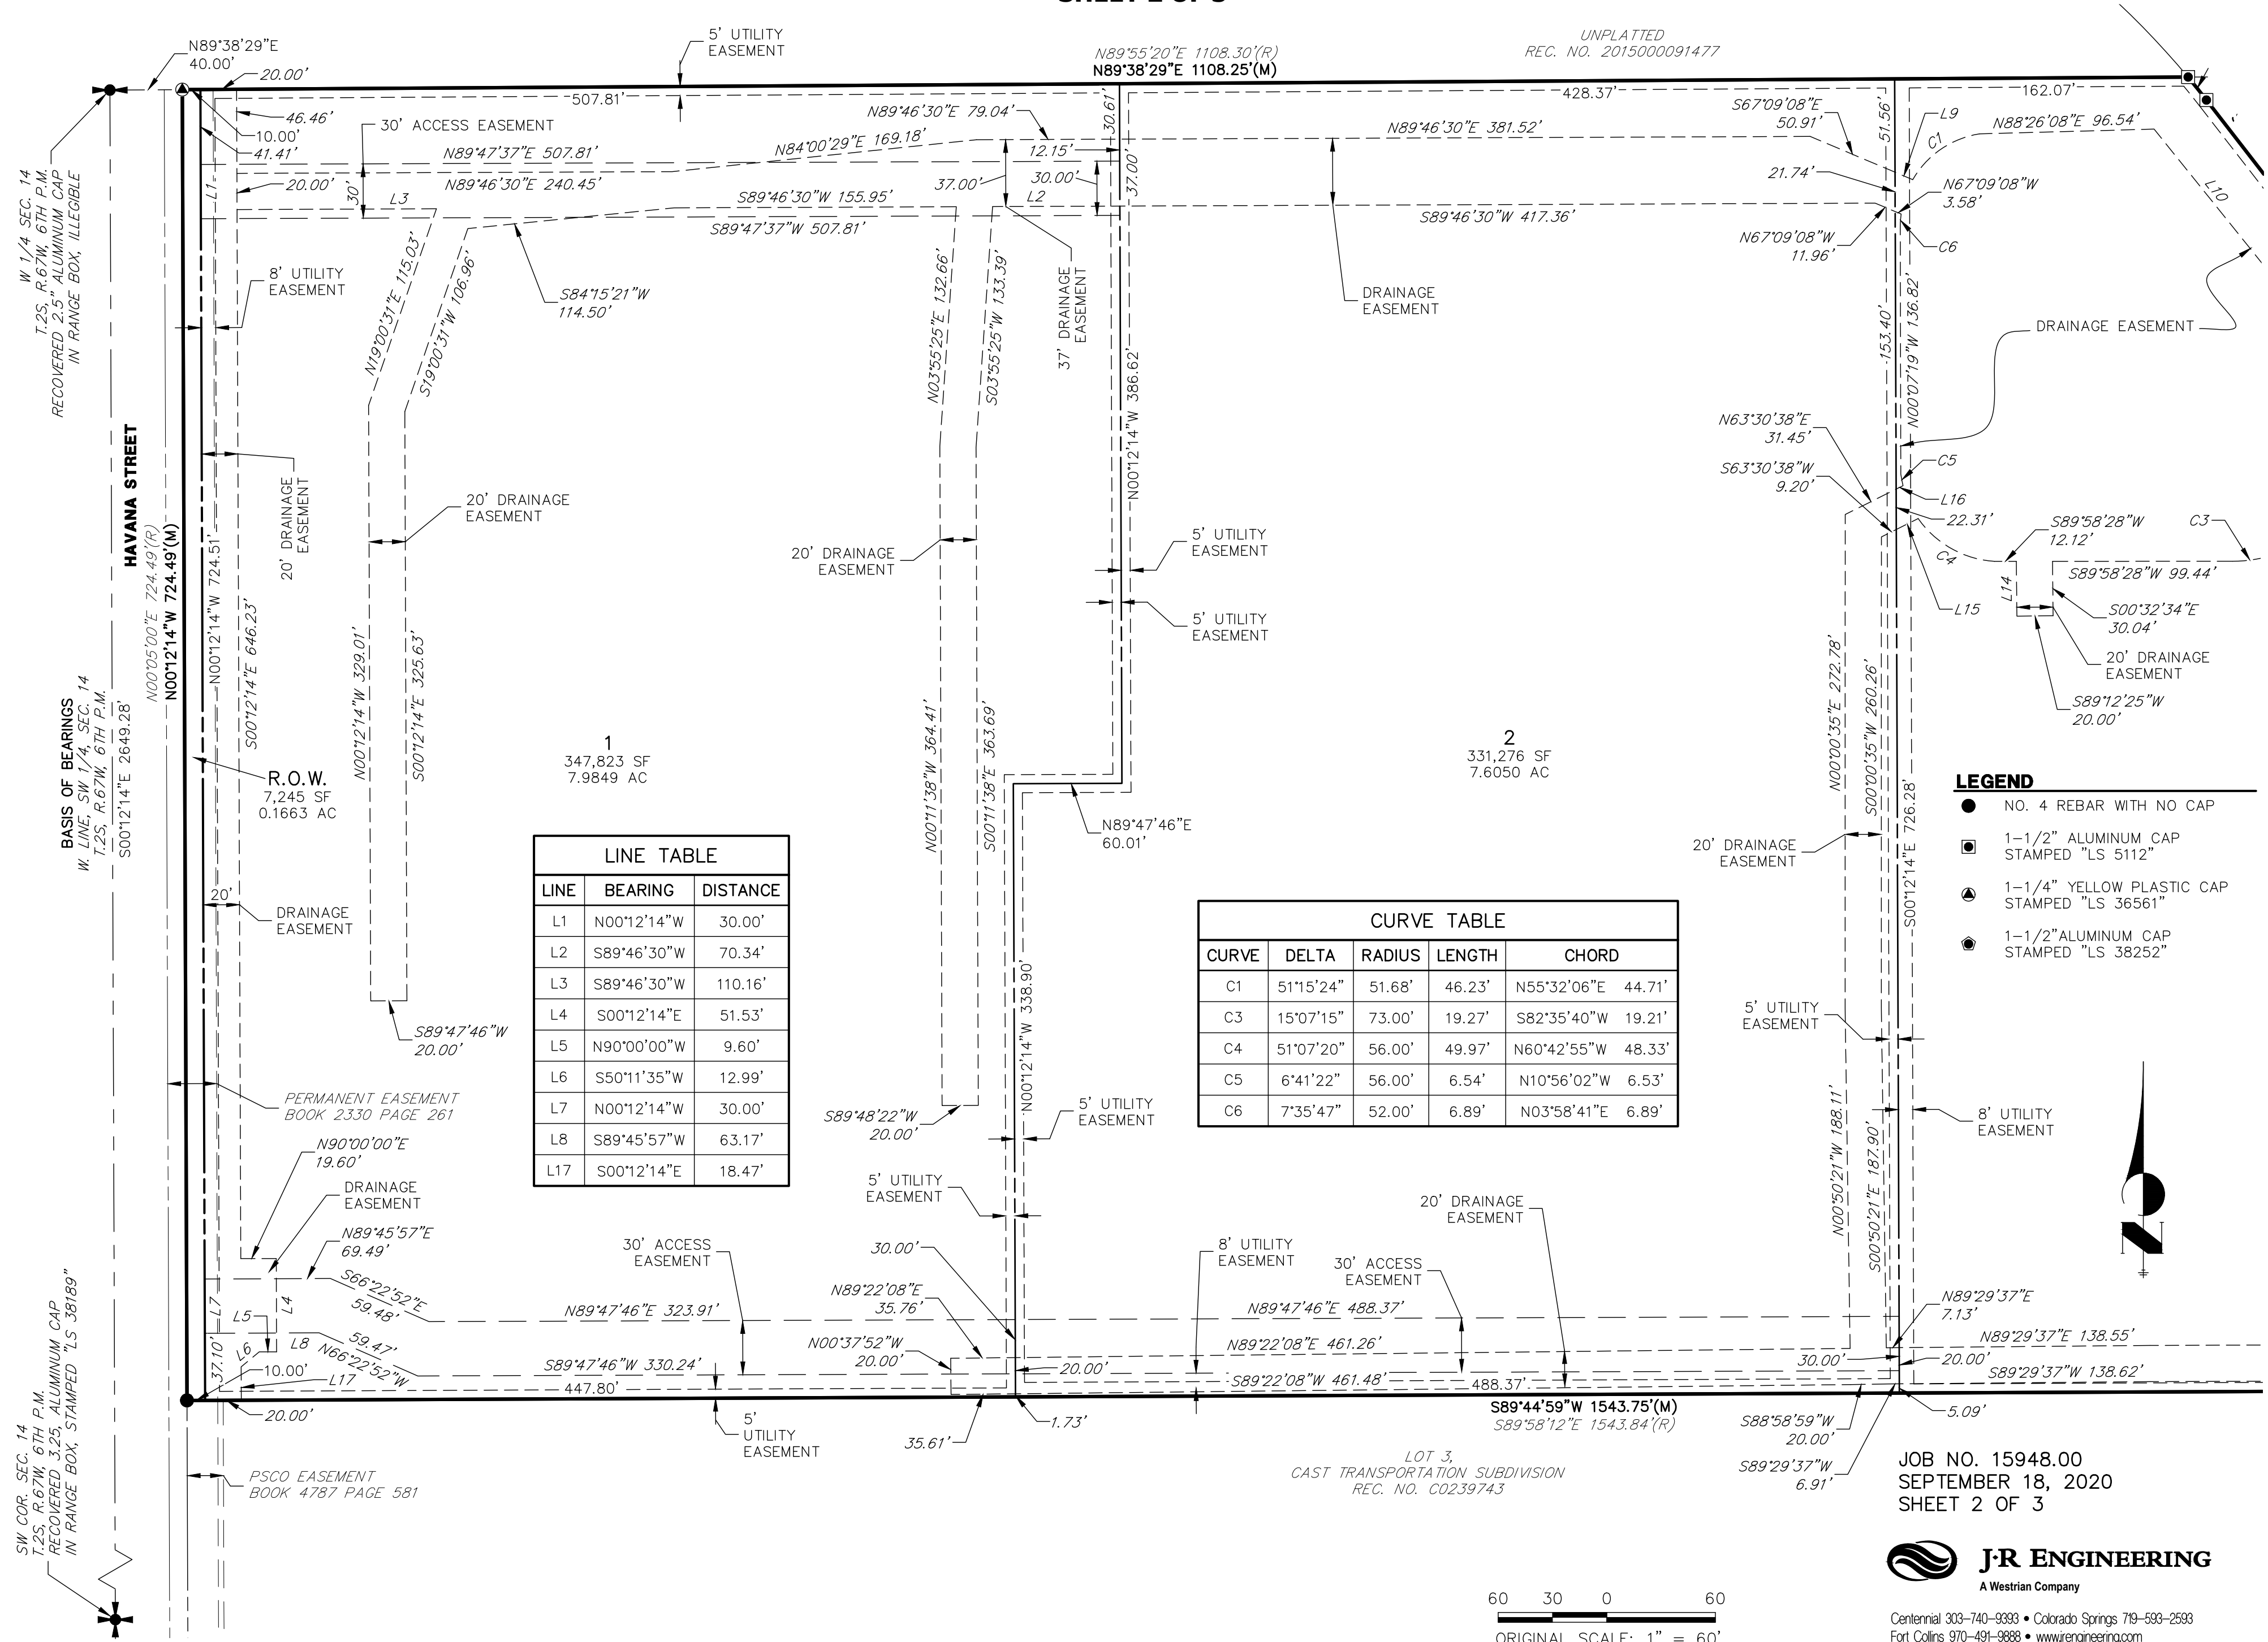 N89°38'29"E
40.00'
20.00'
5' UTILITY
EASEMENT
N89°55'20"E 1108.30'(R)
N89°38'29"E 1108.25'(M)
UNPLATTED
REC. NO. 2015000091477
507.81'
46.46'
10.00'
41.41'
30' ACCESS EASEMENT
N89°47'37"E 507.81'
N84°00'29"E 169.18'
N89°46'30"E 79.04'
30.61'
12.15'
37.00'
428.37'
N89°46'30"E 381.52'
S67°09'08"E
50.91'
51.56'
162.07'
L9
C1
N88°26'08"E 96.54'
L10
L1
20.00'
30'
N89°46'30"E 240.45'
L3
S89°46'30"W 155.95'
S89°47'37"W 507.81'
37.00'
30.00'
L2
S89°46'30"W 417.36'
21.74'
N67°09'08"W
3.58'
N67°09'08"W
11.96'
C6
W 1/4 SEC. 14
T.2S, R.67W, 6TH P.M.
RECOVERED 2.5" ALUMINUM CAP
IN RANGE BOX, ILLEGIBLE
8' UTILITY
EASEMENT
N19°00'31"E 115.03'
S19°00'31"W 106.96'
S84°15'21"W
114.50'
N03°55'25"E 132.66'
S03°55'25"W 133.39'
37' DRAINAGE
EASEMENT
DRAINAGE
EASEMENT
N00°12'14"W 386.62'
153.40'
N00°07'19"W 136.82'
DRAINAGE EASEMENT
HAVANA STREET
N00°05'00"E 724.49'(R)
N00°12'14"W 724.49'(M)
N00°12'14"W 724.51'
20' DRAINAGE
EASEMENT
S00°12'14"E 646.23'
20' DRAINAGE
EASEMENT
20' DRAINAGE
EASEMENT
5' UTILITY
EASEMENT
5' UTILITY
EASEMENT
N63°30'38"E
31.45'
S63°30'38"W
9.20'
C5
L16
22.31'
C4
S89°58'28"W
12.12'
C3
S89°58'28"W 99.44'
L14
L15
S00°32'34"E
30.04'
20' DRAINAGE
EASEMENT
S89°12'25"W
20.00'
BASIS OF BEARINGS
W. LINE, SW 1/4, SEC. 14
T.2S, R.67W, 6TH P.M.
S00°12'14"E 2649.28'
R.O.W.
7,245 SF
0.1663 AC
N00°12'14"W 329.01'
S00°12'14"E 325.63'
1
347,823 SF
7.9849 AC
N00°11'38"W 364.41'
S00°11'38"E 363.69'
N89°47'46"E
60.01'
2
331,276 SF
7.6050 AC
N00°00'35"E 272.78'
S00°00'35"W 260.26'
S00°12'14"E 726.28'
20' DRAINAGE
EASEMENT
LEGEND
NO. 4 REBAR WITH NO CAP
1-1/2" ALUMINUM CAP
STAMPED "LS 5112"
1-1/4" YELLOW PLASTIC CAP
STAMPED "LS 36561"
1-1/2"ALUMINUM CAP
STAMPED "LS 38252"
20'
DRAINAGE
EASEMENT
S89°47'46"W
20.00'
LINE TABLE
LINE BEARING DISTANCE
L1 N00°12'14"W 30.00'
L2 S89°46'30"W 70.34'
L3 S89°46'30"W 110.16'
L4 S00°12'14"E 51.53'
L5 N90°00'00"W 9.60'
L6 S50°11'35"W 12.99'
L7 N00°12'14"W 30.00'
L8 S89°45'57"W 63.17'
L17 S00°12'14"E 18.47'
CURVE TABLE
CURVE DELTA RADIUS LENGTH CHORD
C1 51°15'24" 51.68' 46.23' N55°32'06"E 44.71'
C3 15°07'15" 73.00' 19.27' S82°35'40"W 19.21'
C4 51°07'20" 56.00' 49.97' N60°42'55"W 48.33'
C5 6°41'22" 56.00' 6.54' N10°56'02"W 6.53'
C6 7°35'47" 52.00' 6.89' N03°58'41"E 6.89'
N00°12'14"W 338.90'
5' UTILITY
EASEMENT
8' UTILITY
EASEMENT
PERMANENT EASEMENT
BOOK 2330 PAGE 261
S89°48'22"W
20.00'
5' UTILITY
EASEMENT
5' UTILITY
EASEMENT
N00°50'21"W 188.11'
S00°50'21"E 187.90'
N90°00'00"E
19.60'
DRAINAGE
EASEMENT
N89°45'57"E
69.49'
S66°22'52"E
59.48'
L7
L5
L4
L6
L8
59.47'
N66°22'52"W
37.10'
10.00'
L17
20.00'
30' ACCESS
EASEMENT
N89°47'46"E 323.91'
S89°47'46"W 330.24'
447.80'
5'
UTILITY
EASEMENT
30.00'
N89°22'08"E
35.76'
N00°37'52"W
20.00'
35.61'
1.73'
20.00'
8' UTILITY
EASEMENT
20' DRAINAGE
EASEMENT
30' ACCESS
EASEMENT
N89°47'46"E 488.37'
N89°22'08"E 461.26'
S89°22'08"W 461.48'
488.37'
S89°44'59"W 1543.75'(M)
S89°58'12"E 1543.84'(R)
N89°29'37"E
7.13'
N89°29'37"E 138.55'
30.00'
20.00'
S89°29'37"W 138.62'
5.09'
S88°58'59"W
20.00'
S89°29'37"W
6.91'
SW COR. SEC. 14
T.2S, R.67W, 6TH P.M.
RECOVERED 3.25, ALUMINUM CAP
IN RANGE BOX, STAMPED "LS 38189"
PSCO EASEMENT
BOOK 4787 PAGE 581
LOT 3,
CAST TRANSPORTATION SUBDIVISION
REC. NO. C0239743
N
JOB NO. 15948.00
SEPTEMBER 18, 2020
SHEET 2 OF 3
J·R ENGINEERING
A Westrian Company
Centennial 303-740-9393 • Colorado Springs 719-593-2593
Fort Collins 970-491-9888 • www.jrengineering.com
60 30 0 60
ORIGINAL SCALE: 1" = 60'